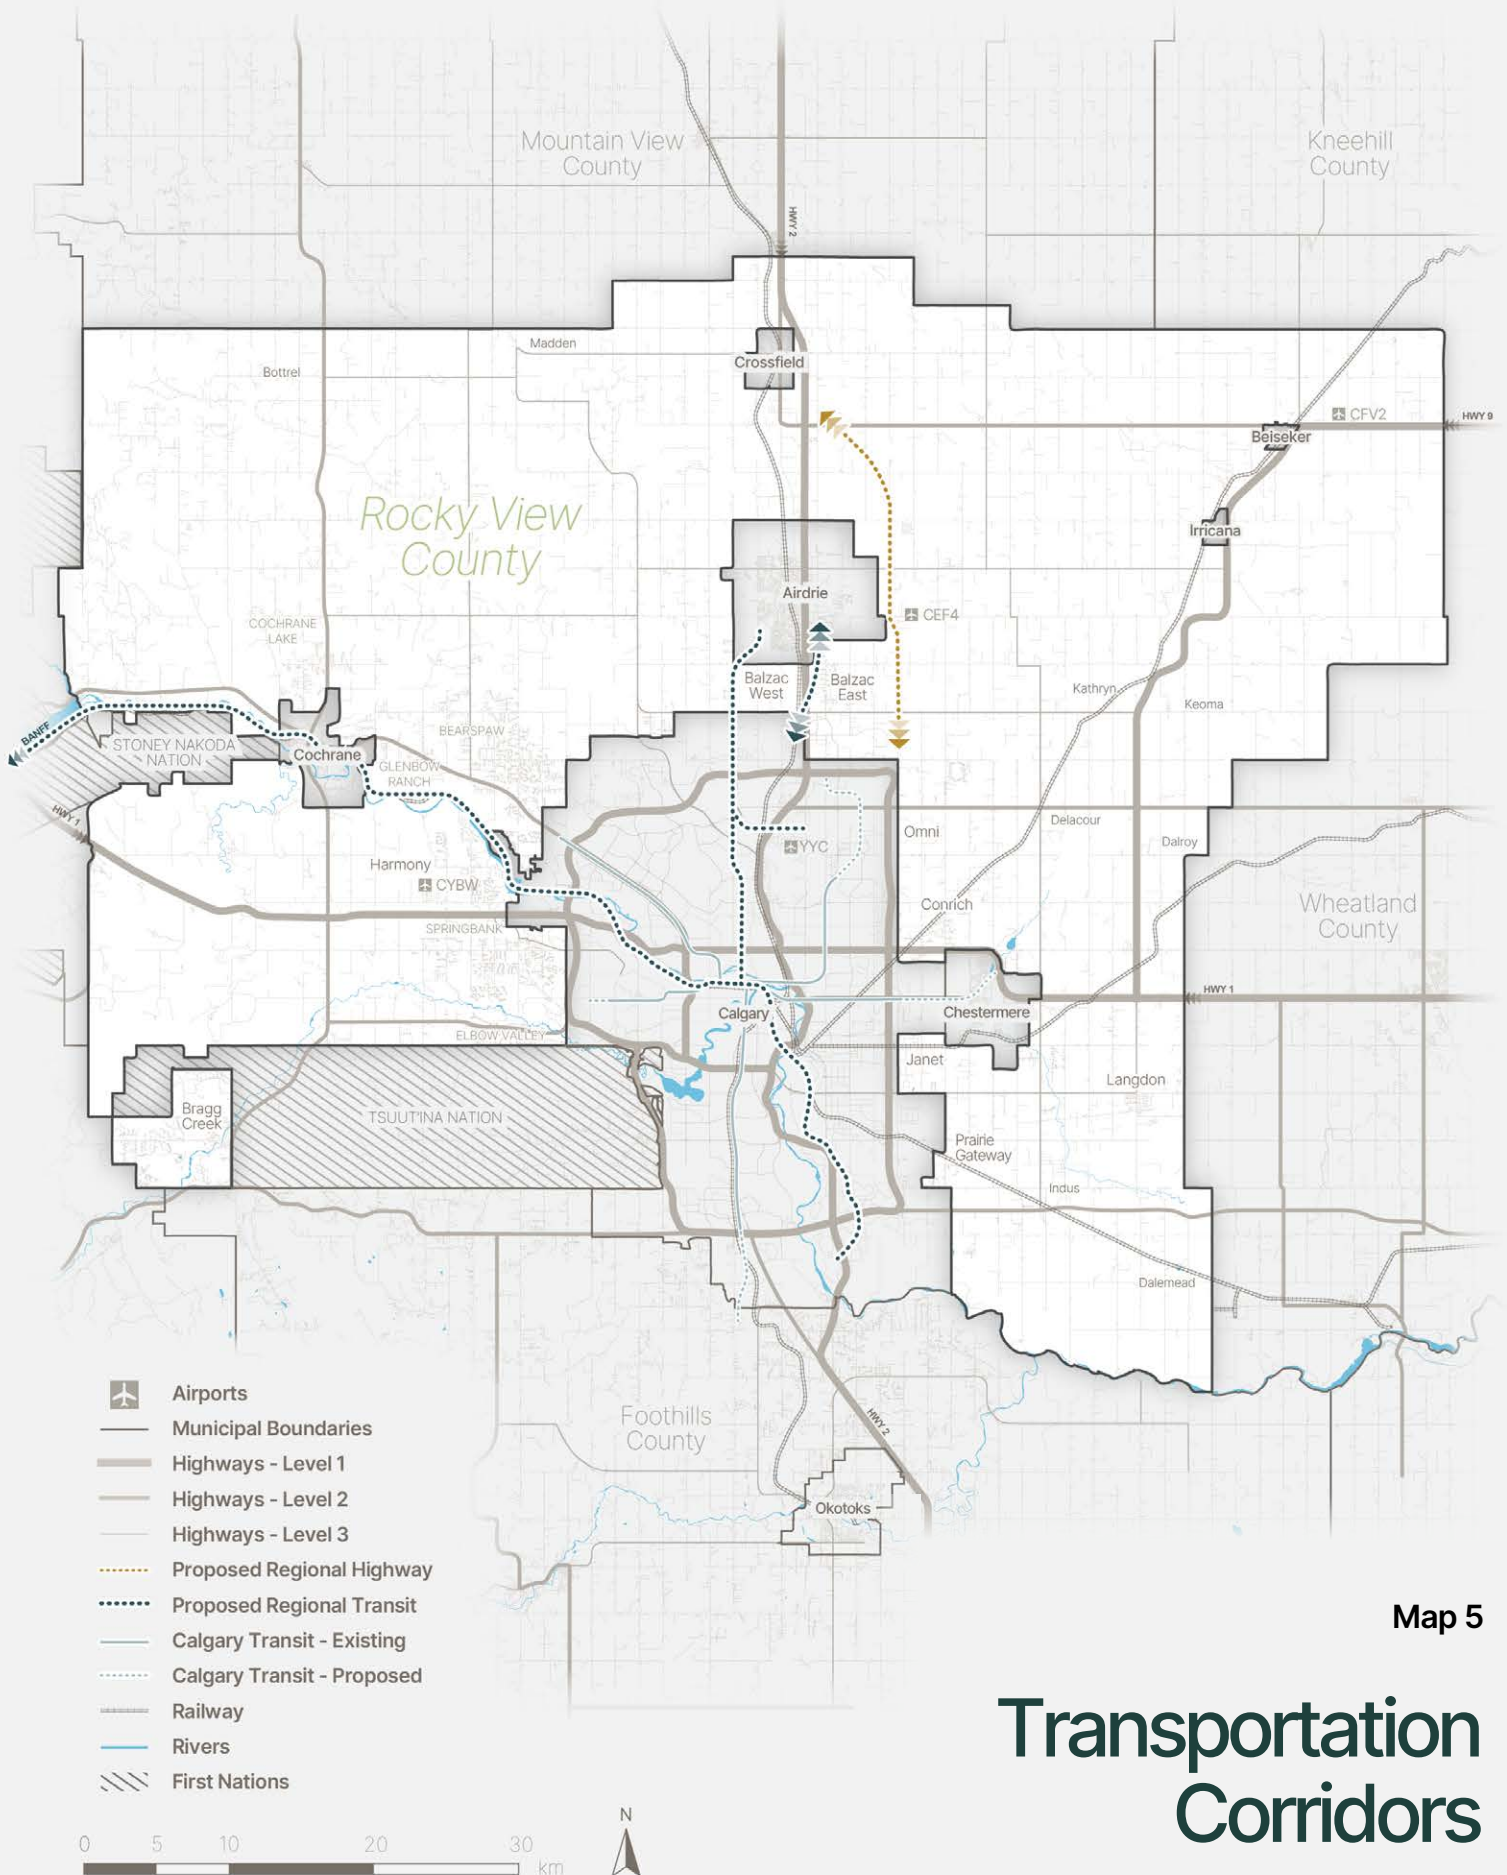 Mountain View
County
Kneehill
County
HWY 2
Madden
Crossfield
Bottrel
CFV2
HWY 9
Beiseker
Rocky View
County
Irricana
Airdrie
CEF4
COCHRANE
LAKE
Balzac
West
Balzac
East
Kathryn
Keoma
BANFF
STONEY NAKODA
NATION
Cochrane
BEARSPAW
GLENBOW
RANCH
HWY 1
Harmony
CYBW
SPRINGBANK
YYC
Omni
Delacour
Dalroy
Conrich
Wheatland
County
HWY 1
Calgary
Chestermere
ELBOW VALLEY
Janet
Langdon
Bragg
Creek
TSUUT'INA NATION
Prairie
Gateway
Indus
Dalemead
Foothills
County
HWY 2
Okotoks
Airports
Municipal Boundaries
Highways - Level 1
Highways - Level 2
Highways - Level 3
Proposed Regional Highway
Proposed Regional Transit
Calgary Transit - Existing
Calgary Transit - Proposed
Railway
Rivers
First Nations
0 5 10 20 30
km
N
Map 5
Transportation
Corridors